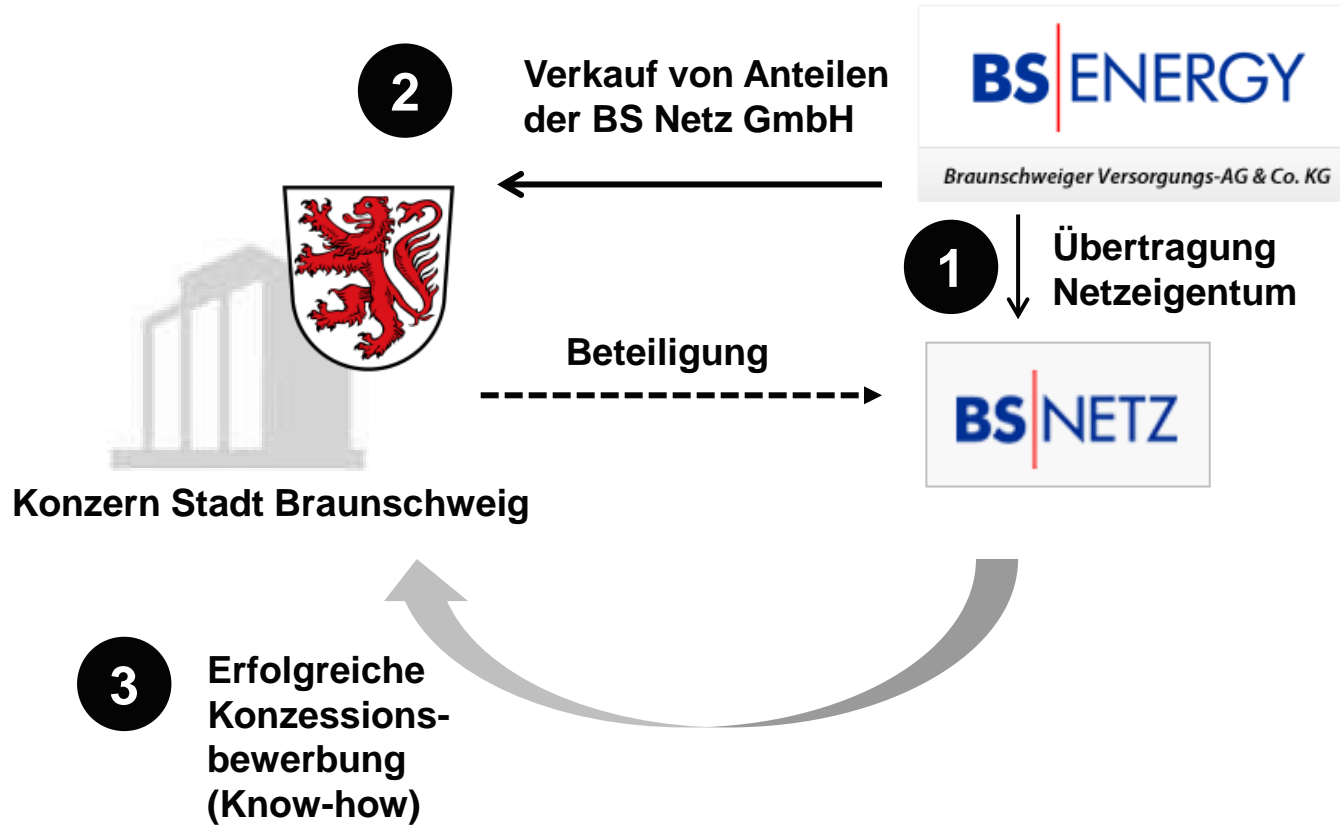 2
Verkauf von Anteilen
der BS Netz GmbH
BS ENERGY
Braunschweiger Versorgungs-AG & Co. KG
1
Übertragung
Netzeigentum
Beteiligung
BS NETZ
Konzern Stadt Braunschweig
3
Erfolgreiche
Konzessions-
bewerbung
(Know-how)